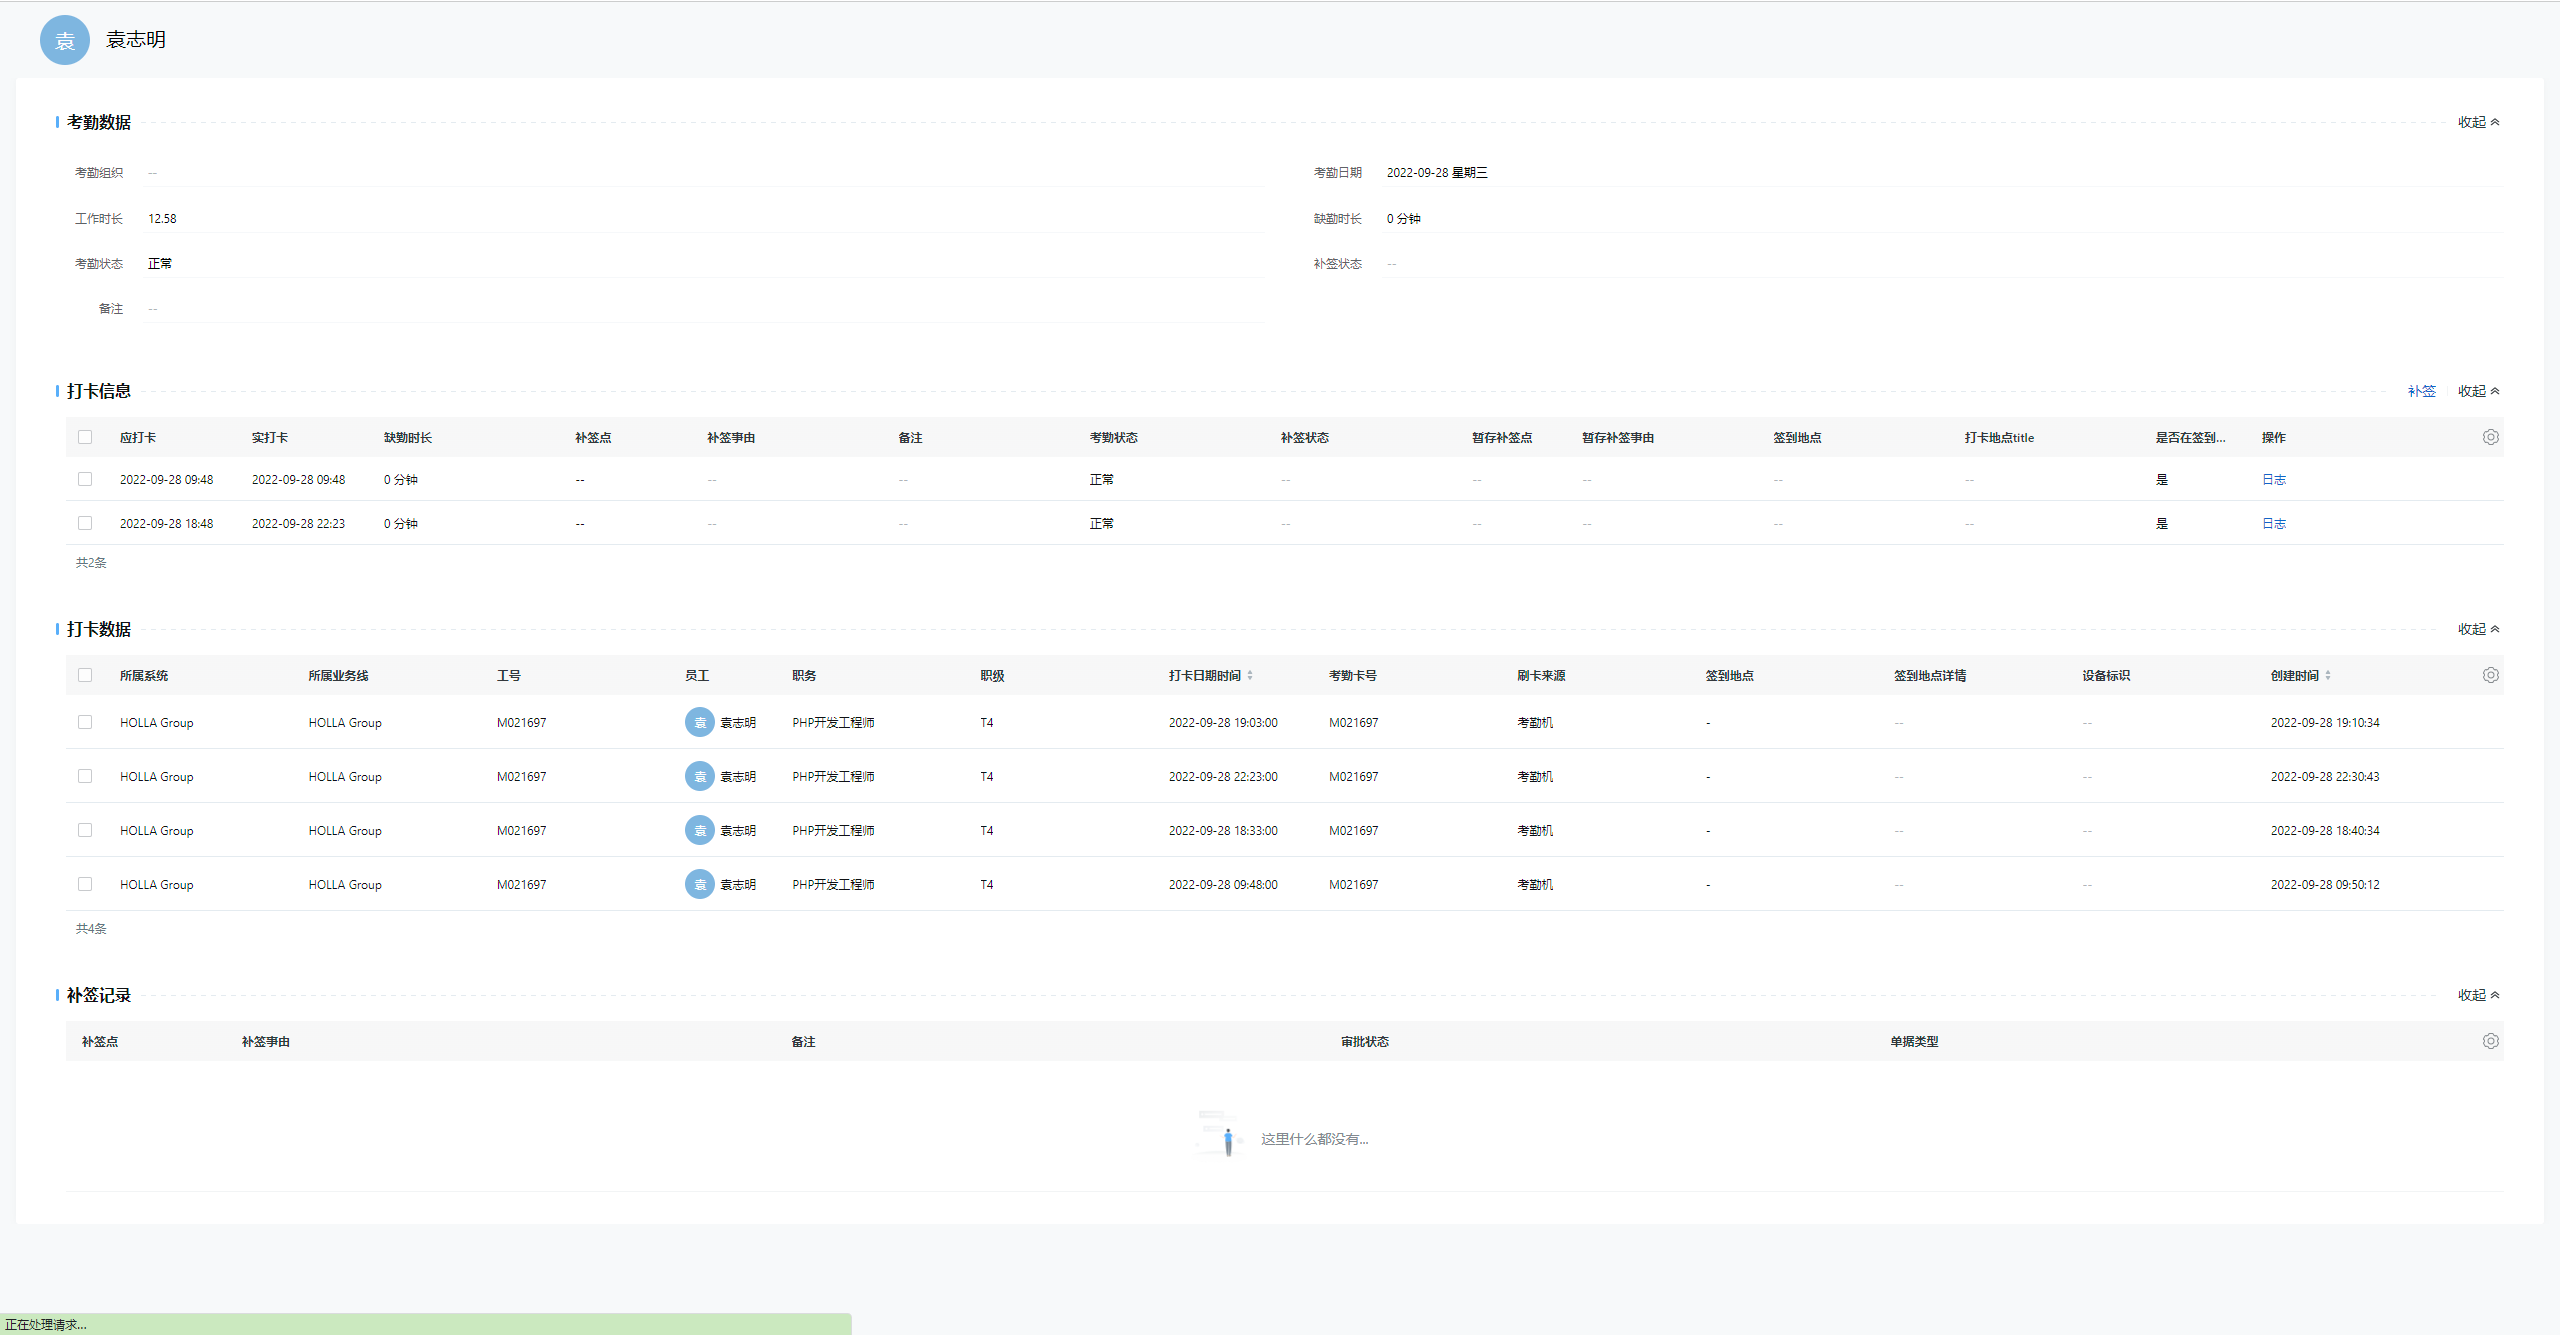 袁 袁志明
考勤数据 收起
考勤组织 -- 考勤日期 2022-09-28 星期三
工作时长 12.58 缺勤时长 0 分钟
考勤状态 正常 补签状态 --
备注 --
打卡信息 补签 收起
应打卡 实打卡 缺勤时长 补签点 补签事由 备注 考勤状态 补签状态 暂存补签点 暂存补签事由 签到地点 打卡地点title 是否在签到... 操作
2022-09-28 09:48 2022-09-28 09:48 0 分钟 -- -- -- 正常 -- -- -- -- -- 是 日志
2022-09-28 18:48 2022-09-28 22:23 0 分钟 -- -- -- 正常 -- -- -- -- -- 是 日志
共2条
打卡数据 收起
所属系统 所属业务线 工号 员工 职务 职级 打卡日期时间 考勤卡号 刷卡来源 签到地点 签到地点详情 设备标识 创建时间
HOLLA Group HOLLA Group M021697 袁 袁志明 PHP开发工程师 T4 2022-09-28 19:03:00 M021697 考勤机 - -- -- 2022-09-28 19:10:34
HOLLA Group HOLLA Group M021697 袁 袁志明 PHP开发工程师 T4 2022-09-28 22:23:00 M021697 考勤机 - -- -- 2022-09-28 22:30:43
HOLLA Group HOLLA Group M021697 袁 袁志明 PHP开发工程师 T4 2022-09-28 18:33:00 M021697 考勤机 - -- -- 2022-09-28 18:40:34
HOLLA Group HOLLA Group M021697 袁 袁志明 PHP开发工程师 T4 2022-09-28 09:48:00 M021697 考勤机 - -- -- 2022-09-28 09:50:12
共4条
补签记录 收起
补签点 补签事由 备注 审批状态 单据类型
这里什么都没有...
正在处理请求...